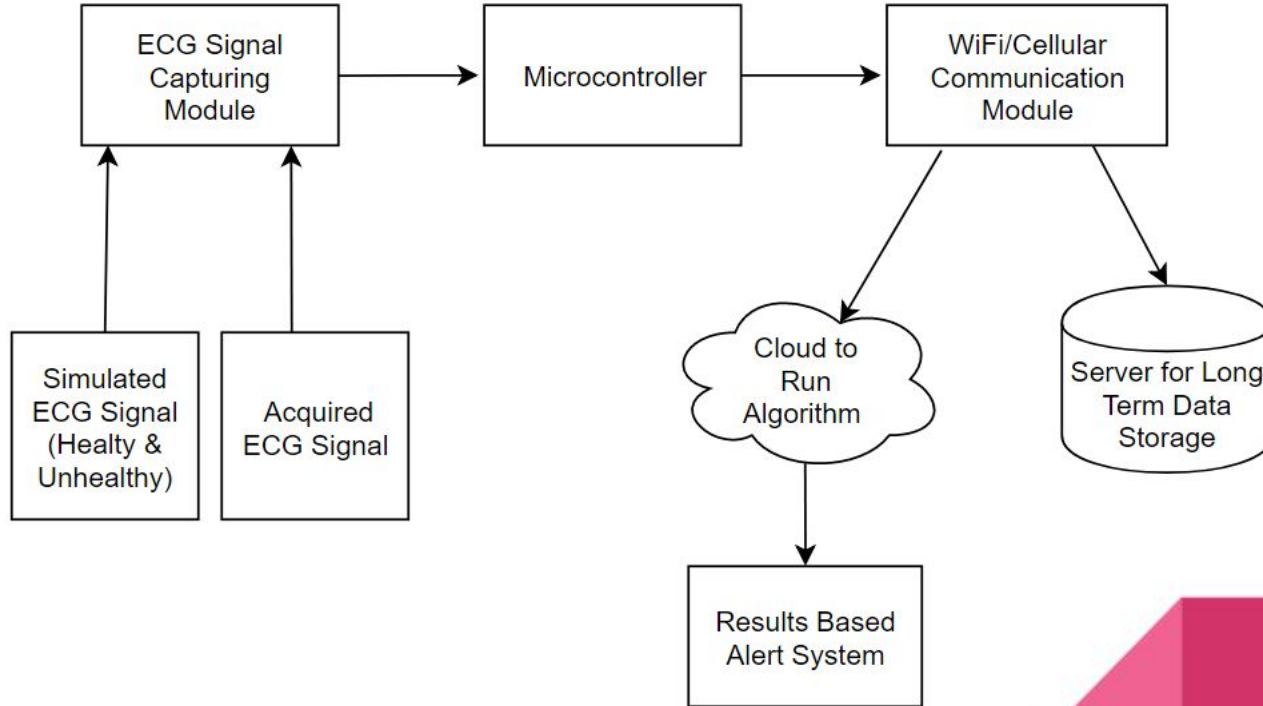 ECG Signal
Capturing
Module
Microcontroller
WiFi/Cellular
Communication
Module
Simulated
ECG Signal
(Healty &
Unhealthy)
Acquired
ECG Signal
Cloud to
Run
Algorithm
Server for Long
Term Data
Storage
Results Based
Alert System